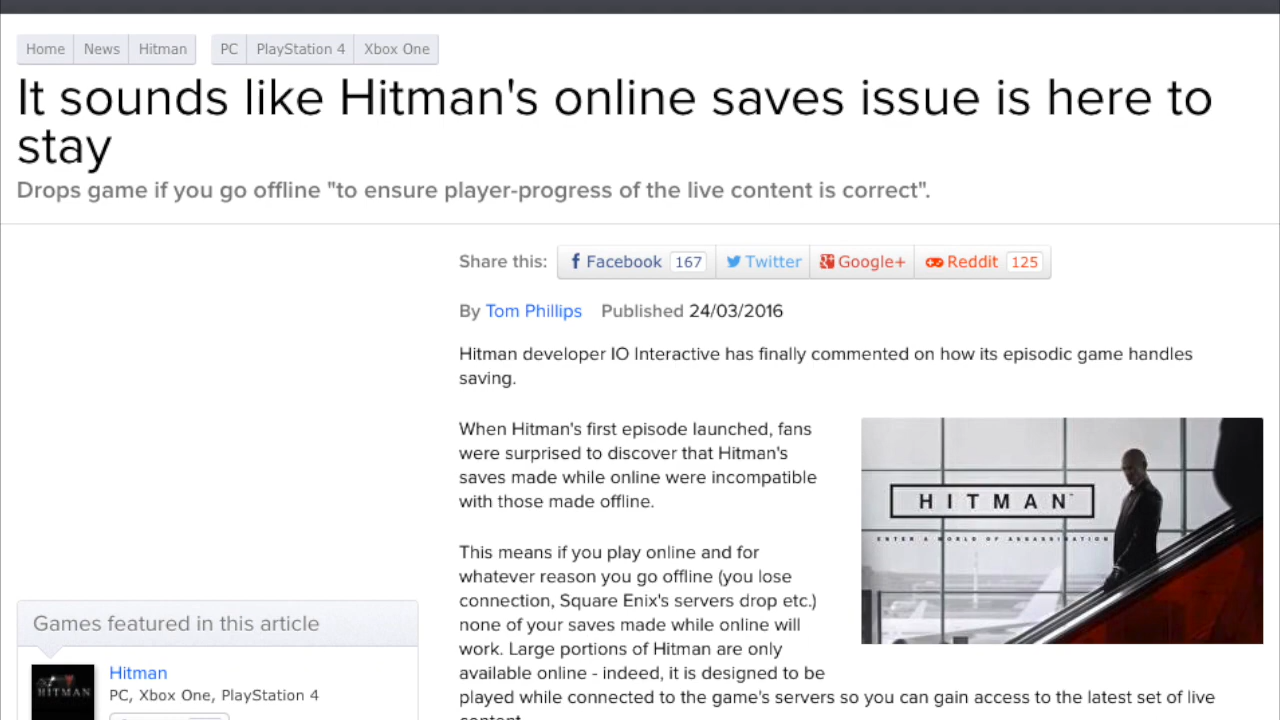 Home News Hitman PC PlayStation 4 Xbox One
It sounds like Hitman's online saves issue is here to
stay
Drops game if you go offline "to ensure player-progress of the live content is correct".
Share this: Facebook 167 Twitter Google+ Reddit 125
By Tom Phillips Published 24/03/2016
Hitman developer IO Interactive has finally commented on how its episodic game handles
saving.
When Hitman's first episode launched, fans
were surprised to discover that Hitman's
saves made while online were incompatible
with those made offline.
HITMAN
ENTER A WORLD OF ASSASSINATION
This means if you play online and for
whatever reason you go offline (you lose
connection, Square Enix's servers drop etc.)
none of your saves made while online will
work. Large portions of Hitman are only
available online - indeed, it is designed to be
played while connected to the game's servers so you can gain access to the latest set of live
content.
Games featured in this article
HITMAN
Hitman
PC, Xbox One, PlayStation 4